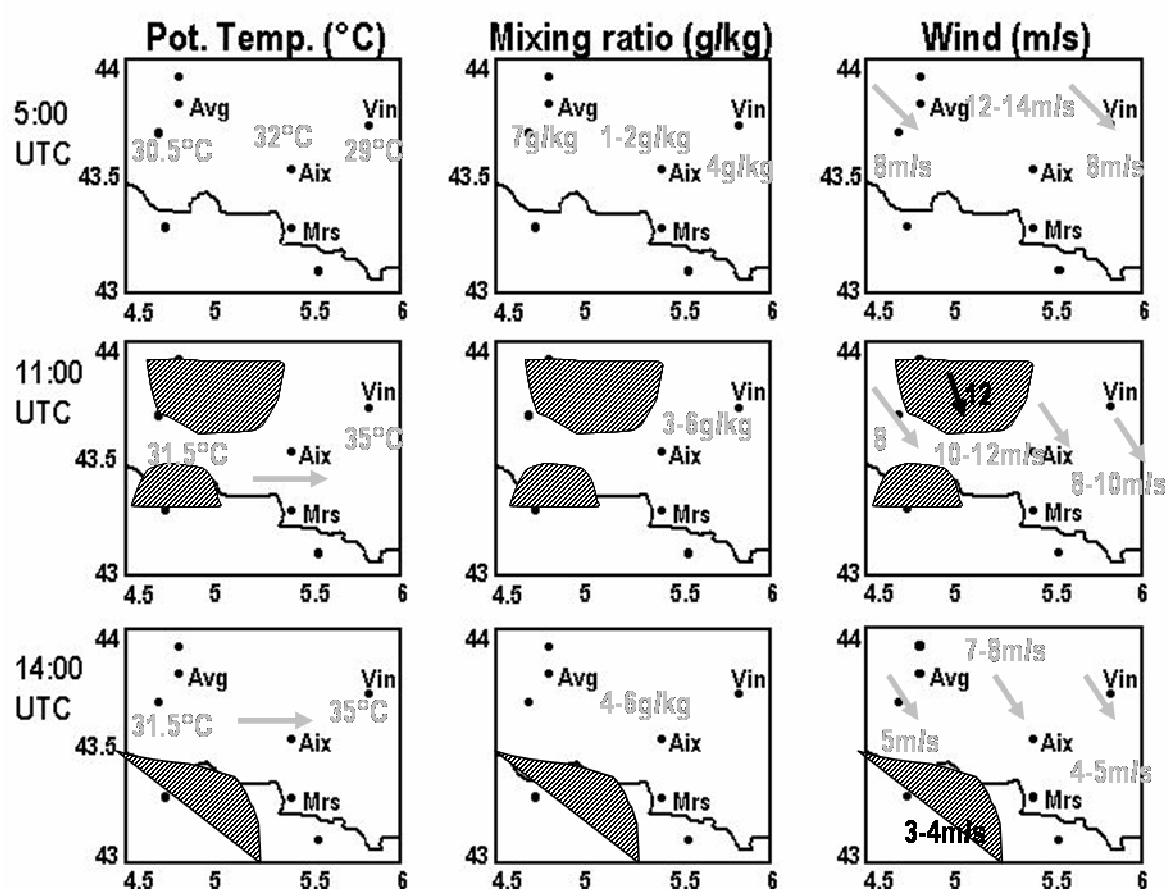 Pot. Temp. (°C) Mixing ratio (g/kg) Wind (m/s)
5:00 UTC
44 44 44
Avg Vin Avg Vin Avg 12-14m/s Vin
30.5°C 32°C 29°C 7g/kg 1-2g/kg 4g/kg 8m/s 8m/s
43.5 Aix 43.5 Aix 43.5 Aix
Mrs Mrs Mrs
43 43 43
4.5 5 5.5 6 4.5 5 5.5 6 4.5 5 5.5 6
11:00 UTC
44 44 44
Vin Vin 12 Vin
31.5°C 35°C 3-6g/kg 8 10-12m/s 8-10m/s
43.5 Aix 43.5 Aix 43.5 Aix
Mrs Mrs Mrs
43 43 43
4.5 5 5.5 6 4.5 5 5.5 6 4.5 5 5.5 6
14:00 UTC
44 44 44 7-8m/s
Avg Vin Avg Vin Avg Vin
31.5°C 35°C 4-6g/kg 5m/s 4-5m/s
43.5 Aix 43.5 Aix 43.5 Aix
Mrs Mrs Mrs
3-4m/s
43 43 43
4.5 5 5.5 6 4.5 5 5.5 6 4.5 5 5.5 6